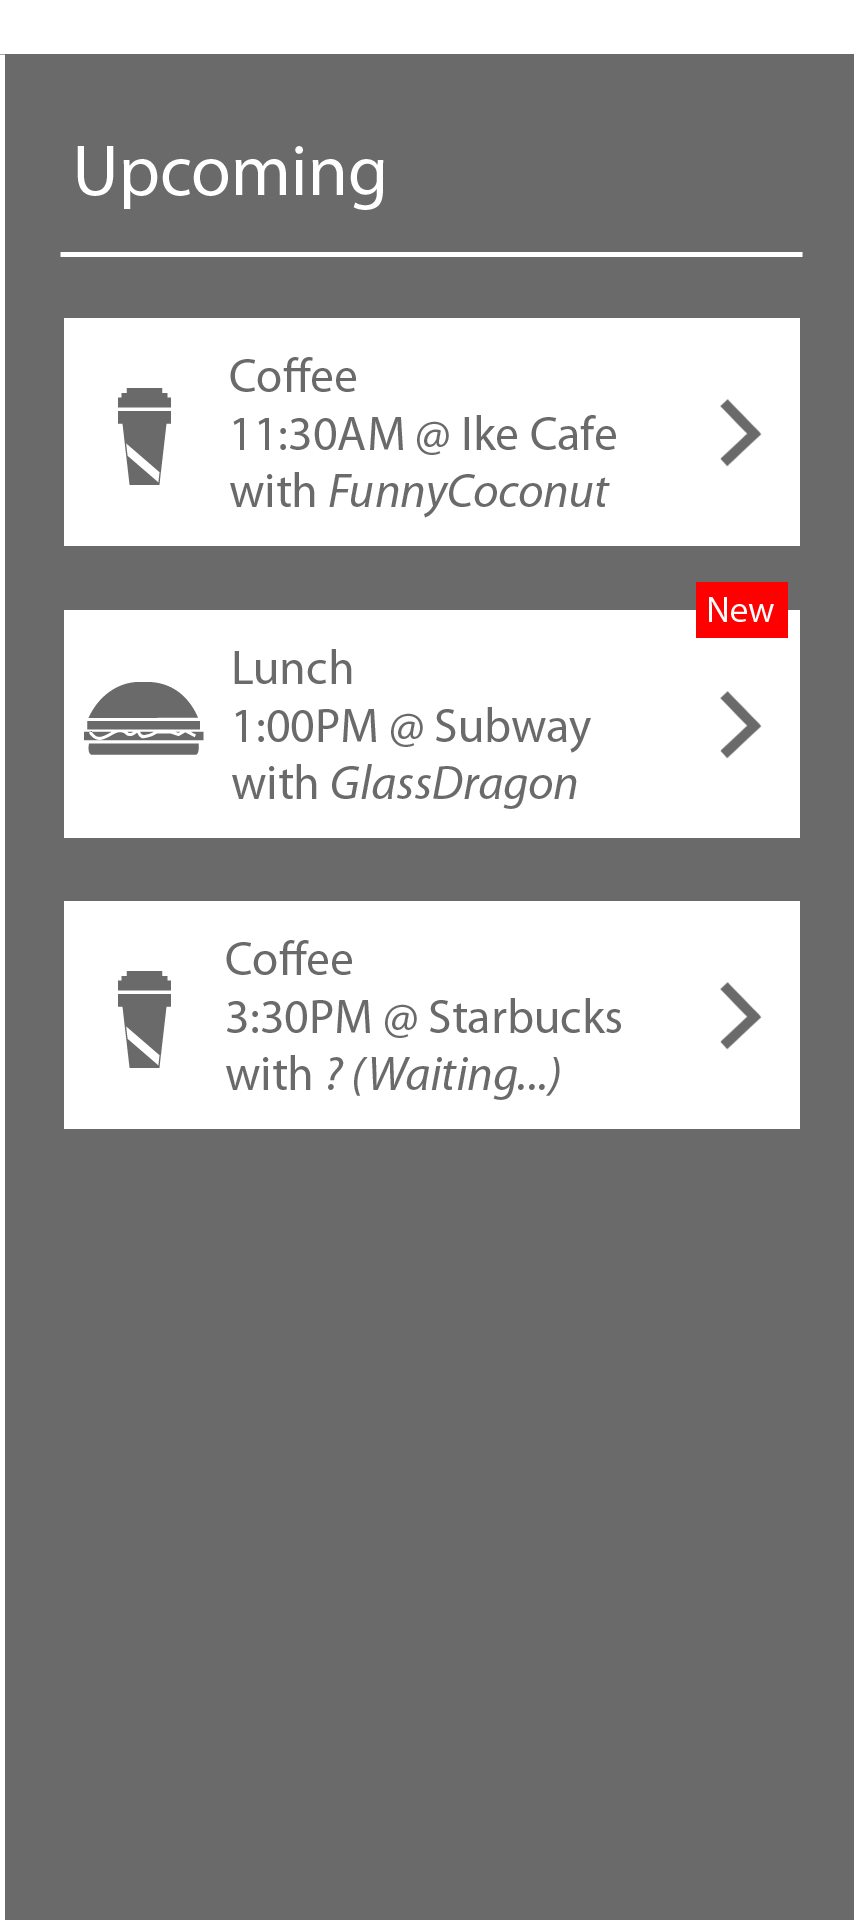 Upcoming
Coffee
11:30AM @ Ike Cafe
with FunnyCoconut
New
Lunch
1:00PM @ Subway
with GlassDragon
Coffee
3:30PM @ Starbucks
with ? (Waiting...)